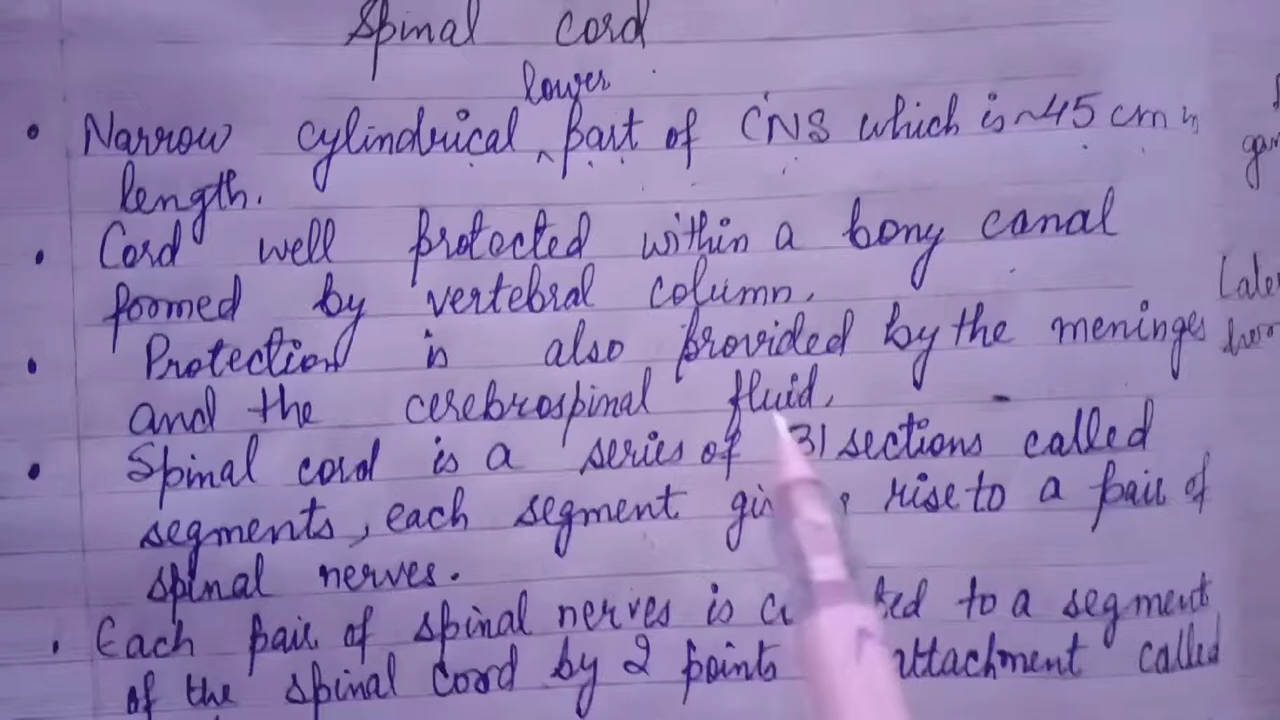 Spinal cord
lower
• Narrow cylindrical ^ part of CNS which is ~45 cm in
length.
• Cord well protected within a bony canal
formed by vertebral column.
• Protection is also provided by the meninges
and the cerebrospinal fluid.
• Spinal cord is a series of 31 sections called
segments, each segment rise to a pair of
spinal nerves.
• Each pair of spinal nerves is to a segment
of the spinal cord by 2 points attachment called